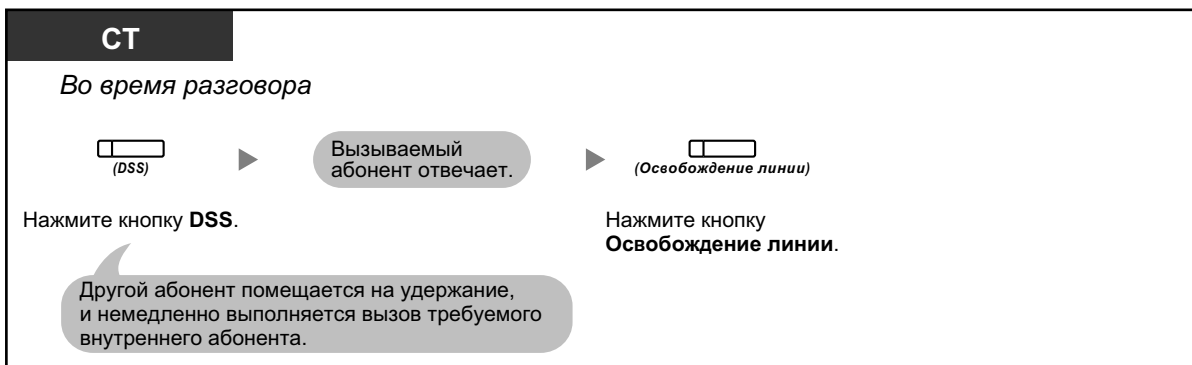 СТ
Во время разговора
(DSS)
Вызываемый
абонент отвечает.
(Освобождение линии)
Нажмите кнопку DSS.
Нажмите кнопку
Освобождение линии.
Другой абонент помещается на удержание,
и немедленно выполняется вызов требуемого
внутреннего абонента.